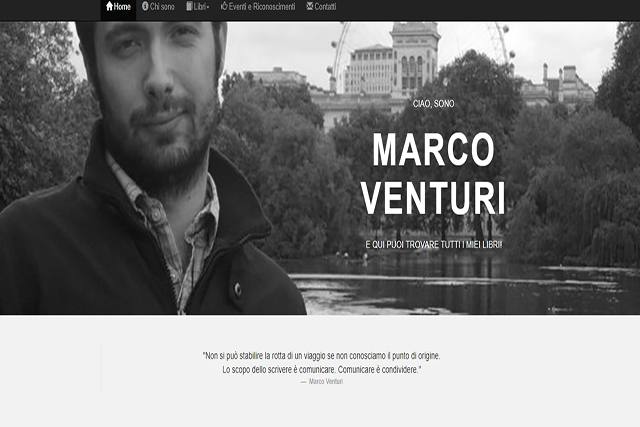 Home Chi sono Libri Eventi e Riconoscimenti Contatti
CIAO, SONO
MARCO
VENTURI
E QUI PUOI TROVARE TUTTI I MIEI LIBRI!
"Non si può stabilire la rotta di un viaggio se non conosciamo il punto di origine.
Lo scopo dello scrivere è comunicare. Comunicare è condividere."
— Marco Venturi